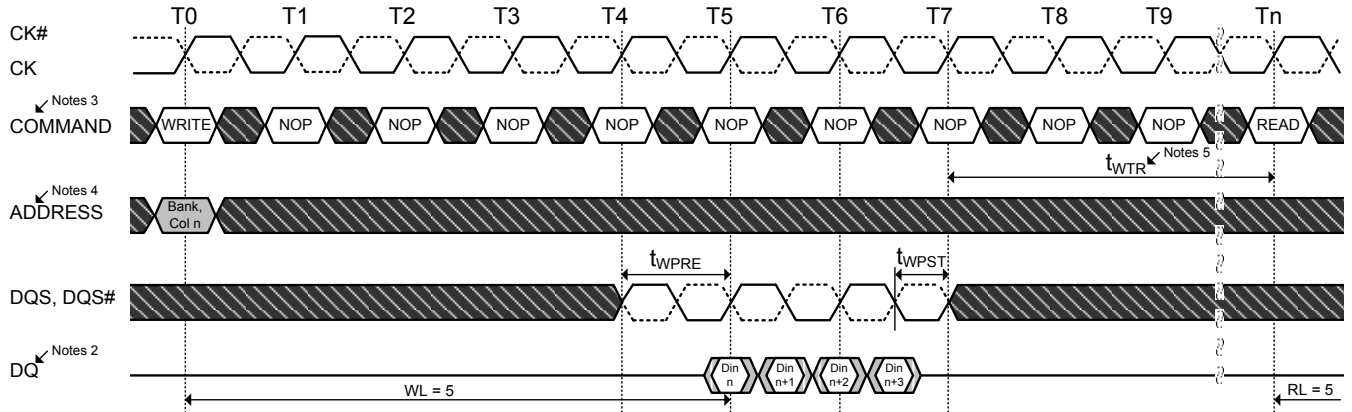 T0 T1 T2 T3 T4 T5 T6 T7 T8 T9 Tn
CK#
CK
Notes 3
COMMAND
WRITE NOP NOP NOP NOP NOP NOP NOP NOP NOP READ
tWTR Notes 5
Notes 4
ADDRESS
Bank,
Col n
tWPRE tWPST
DQS, DQS#
Notes 2
DQ
Din
n
Din
n+1
Din
n+2
Din
n+3
WL = 5
RL = 5